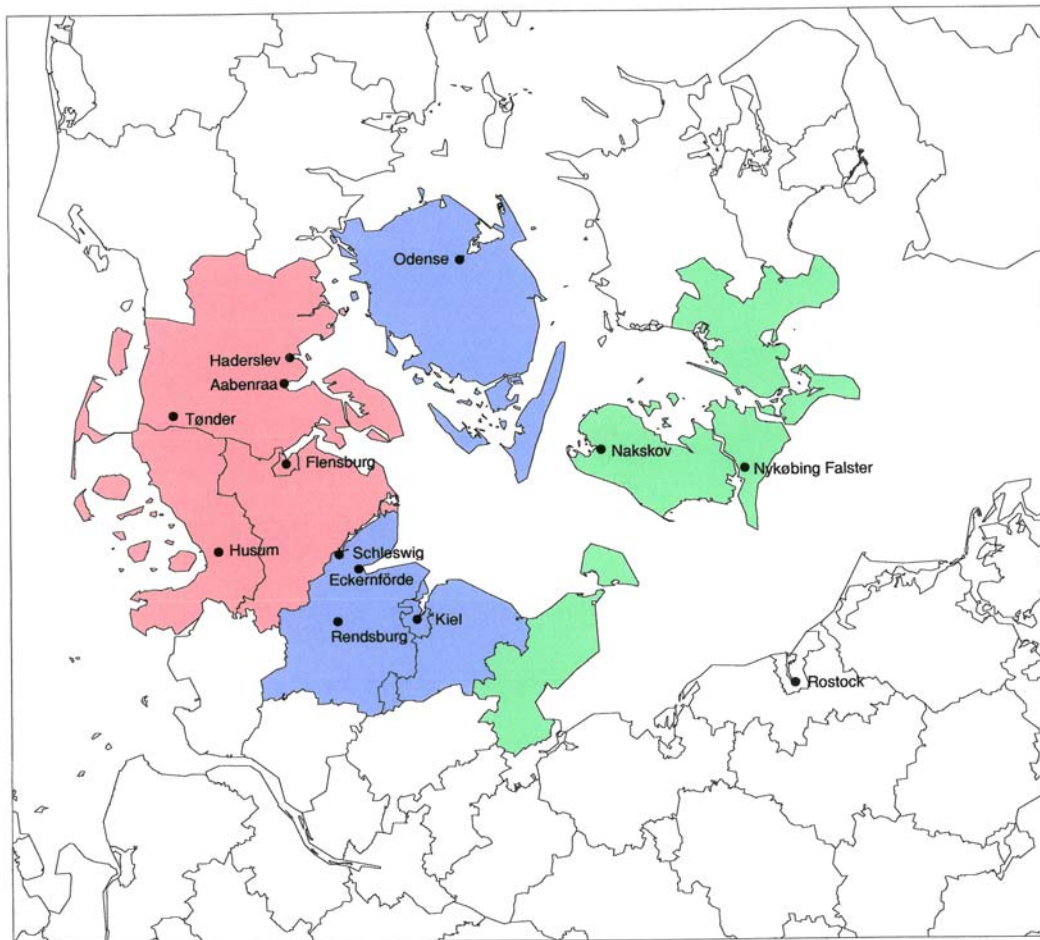 Odense
Haderslev
Aabenraa
Tønder
Flensburg
Nakskov
Nykøbing Falster
Husum
Schleswig
Eckernförde
Rendsburg
Kiel
Rostock